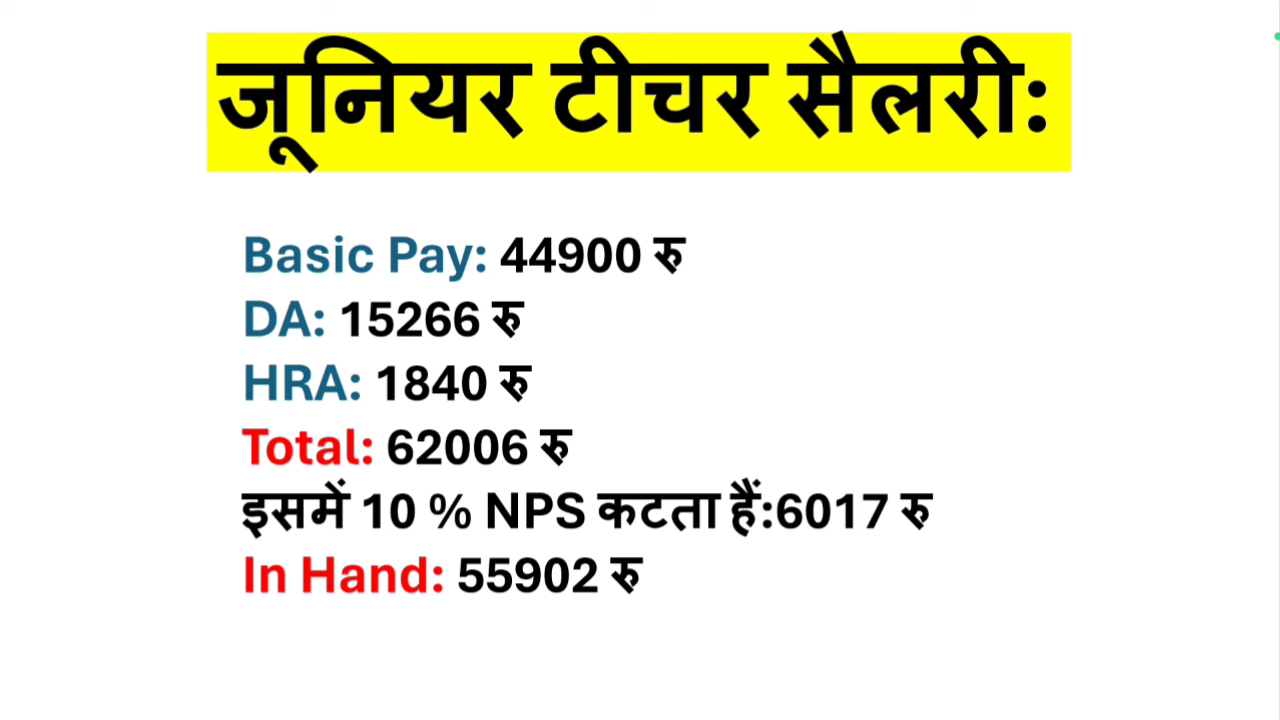 जूनियर टीचर सैलरी:
Basic Pay: 44900 रु
DA: 15266 रु
HRA: 1840 रु
Total: 62006 रु
इसमें 10 % NPS कटता हैं:6017 रु
In Hand: 55902 रु